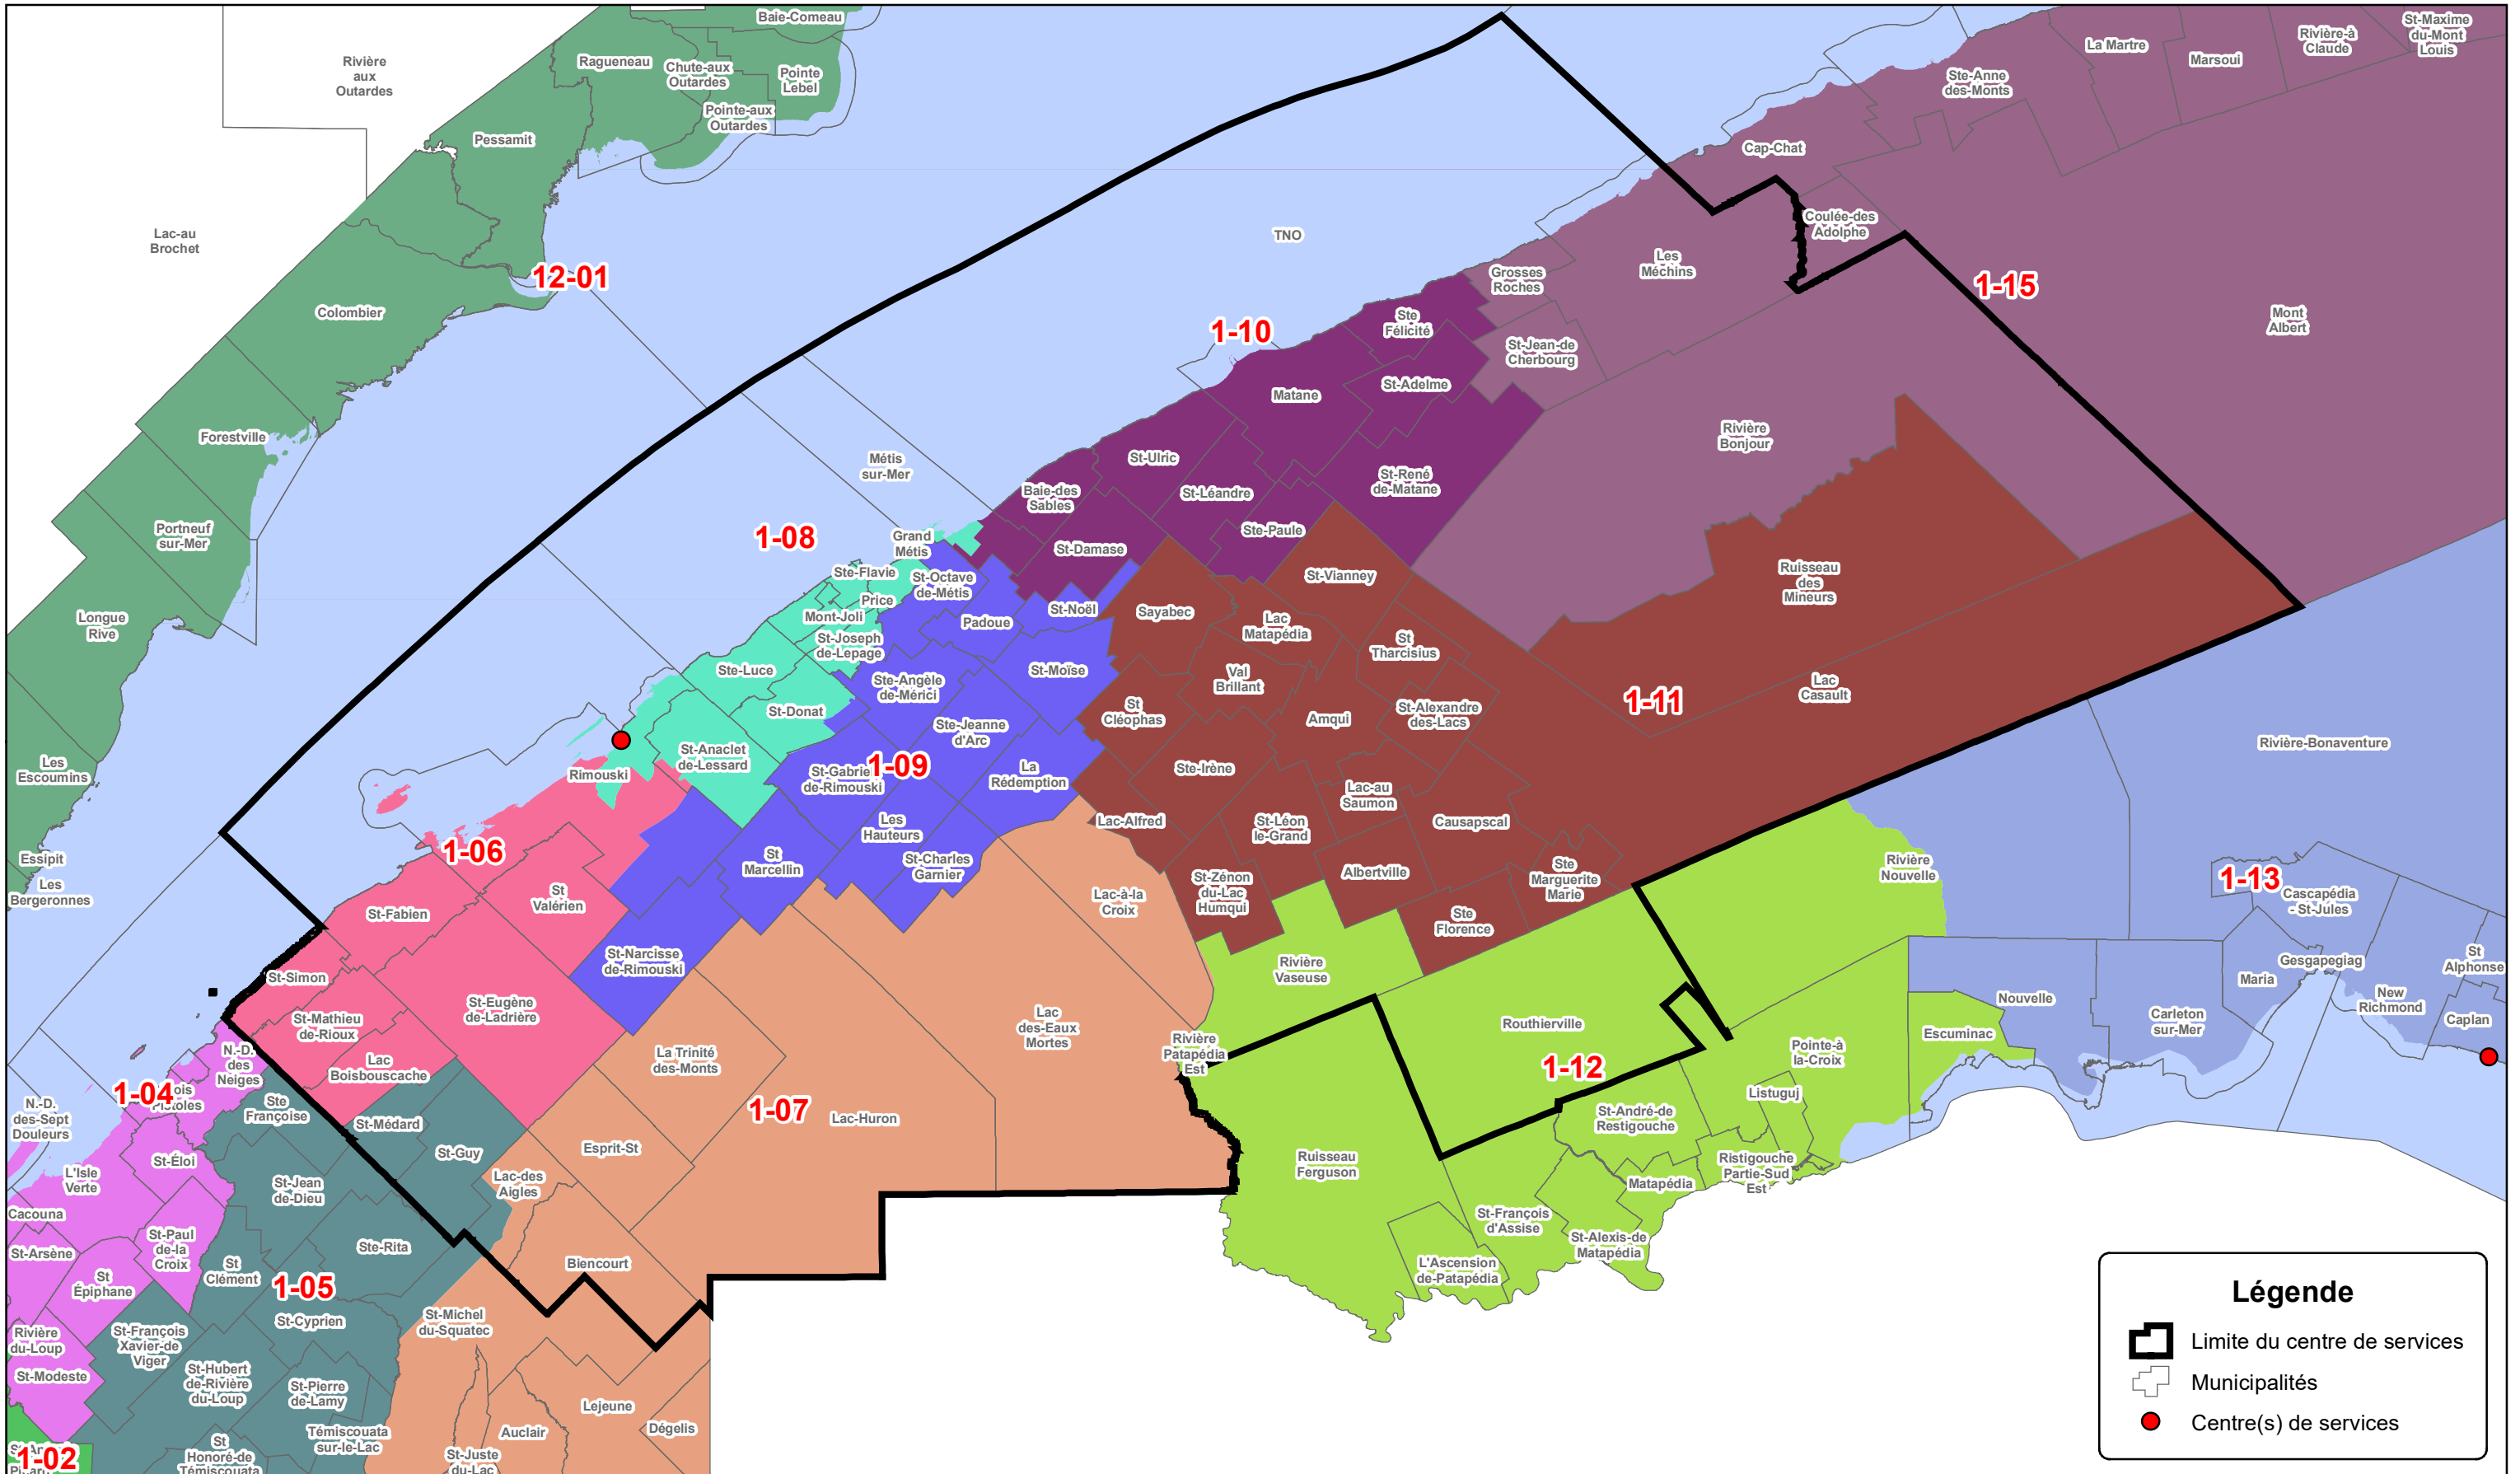 Baie-Comeau
Rivière
aux
Outardes
Ragueneau
Chute-aux
Outardes
Pointe
Lebel
Pointe-aux
Outardes
Pessamit
Lac-au
Brochet
12-01
Colombier
Forestville
Portneuf
sur-Mer
Longue
Rive
Les
Escoumins
Essipit
Les
Bergeronnes
TNO
La Martre
Marsoui
Rivière-à
Claude
St-Maxime
du-Mont
Louis
Ste-Anne
des-Monts
Cap-Chat
Coulée-des
Adolphe
Les
Méchins
Grosses
Roches
1-15
Mont
Albert
1-10
Ste
Félicité
St-Jean-de
Cherbourg
St-Adelme
Matane
Rivière
Bonjour
St-Ulric
St-René
de-Matane
St-Léandre
Baie-des
Sables
Ste-Paule
St-Damase
Métis
sur-Mer
1-08
Grand
Métis
Ste-Flavie
St-Octave
de-Métis
Price
Mont-Joli
Padoue
St-Noël
St-Joseph
de-Lepage
Ste-Luce
Ste-Angèle
de-Mérici
St-Moïse
St-Donat
Ste-Jeanne
d'Arc
St-Anaclet
de-Lessard
Rimouski
St-Gabriel
de-Rimouski
1-09
La
Rédemption
Les
Hauteurs
St
Marcellin
St-Charles
Garnier
St-Narcisse
de-Rimouski
Sayabec
Lac
Matapédia
St-Vianney
St
Tharcisius
Val
Brillant
St
Cléophas
Amqui
St-Alexandre
des-Lacs
1-11
Ruisseau
des
Mineurs
Lac
Casault
Ste-Irène
Lac-au
Saumon
Lac-Alfred
St-Léon
le-Grand
Causapscal
Albertville
St-Zénon
du-Lac
Humqui
Ste
Marguerite
Marie
Ste
Florence
1-06
St-Fabien
St
Valérien
St-Simon
St-Mathieu
de-Rioux
St-Eugène
de-Ladrière
Lac
Boisbouscache
Lac-à-la
Croix
Lac
des-Eaux
Mortes
La Trinité
des-Monts
1-07
Lac-Huron
Esprit-St
Lac-des
Aigles
Biencourt
St-Michel
du-Squatec
Lejeune
Auclair
Dégelis
St-Juste
du-Lac
Rivière
Vaseuse
Rivière
Patapédia
Est
Routhierville
1-12
Rivière
Nouvelle
Pointe-à
la-Croix
Escuminac
Listuguj
St-André-de
Restigouche
Ristigouche
Partie-Sud
Est
Matapédia
Ruisseau
Ferguson
St-François
d'Assise
St-Alexis-de
Matapédia
L'Ascension
de-Patapédia
Rivière-Bonaventure
1-13
Cascapédia
- St-Jules
Gesgapegiag
Maria
Nouvelle
Carleton
sur-Mer
New
Richmond
St
Alphonse
Caplan
N.-D.
des
Neiges
1-04
N.-D.
des-Sept
Douleurs
Ste
Françoise
St-Médard
St-Guy
St-Éloi
L'Isle
Verte
St-Jean
de-Dieu
Cacouna
St-Arsène
St-Paul
de-la
Croix
Ste-Rita
St
Clément
St
Épiphane
1-05
St-Cyprien
Rivière
du-Loup
St-François
Xavier-de
Viger
St-Modeste
St-Hubert
de-Rivière
du-Loup
St-Pierre
de-Lamy
Témiscouata
sur-le-Lac
St
Honoré-de
Témiscouata
1-02
Légende
Limite du centre de services
Municipalités
Centre(s) de services